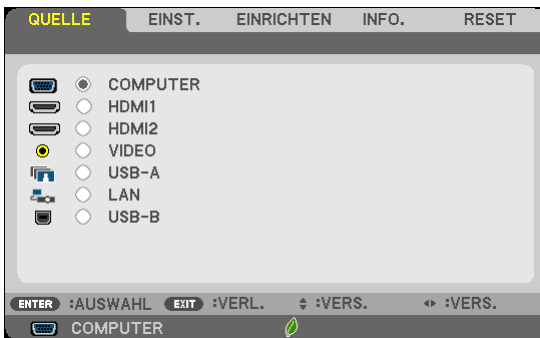 QUELLE EINST. EINRICHTEN INFO. RESET
COMPUTER
HDMI1
HDMI2
VIDEO
USB-A
LAN
USB-B
ENTER :AUSWAHL EXIT :VERL. :VERS. :VERS.
COMPUTER